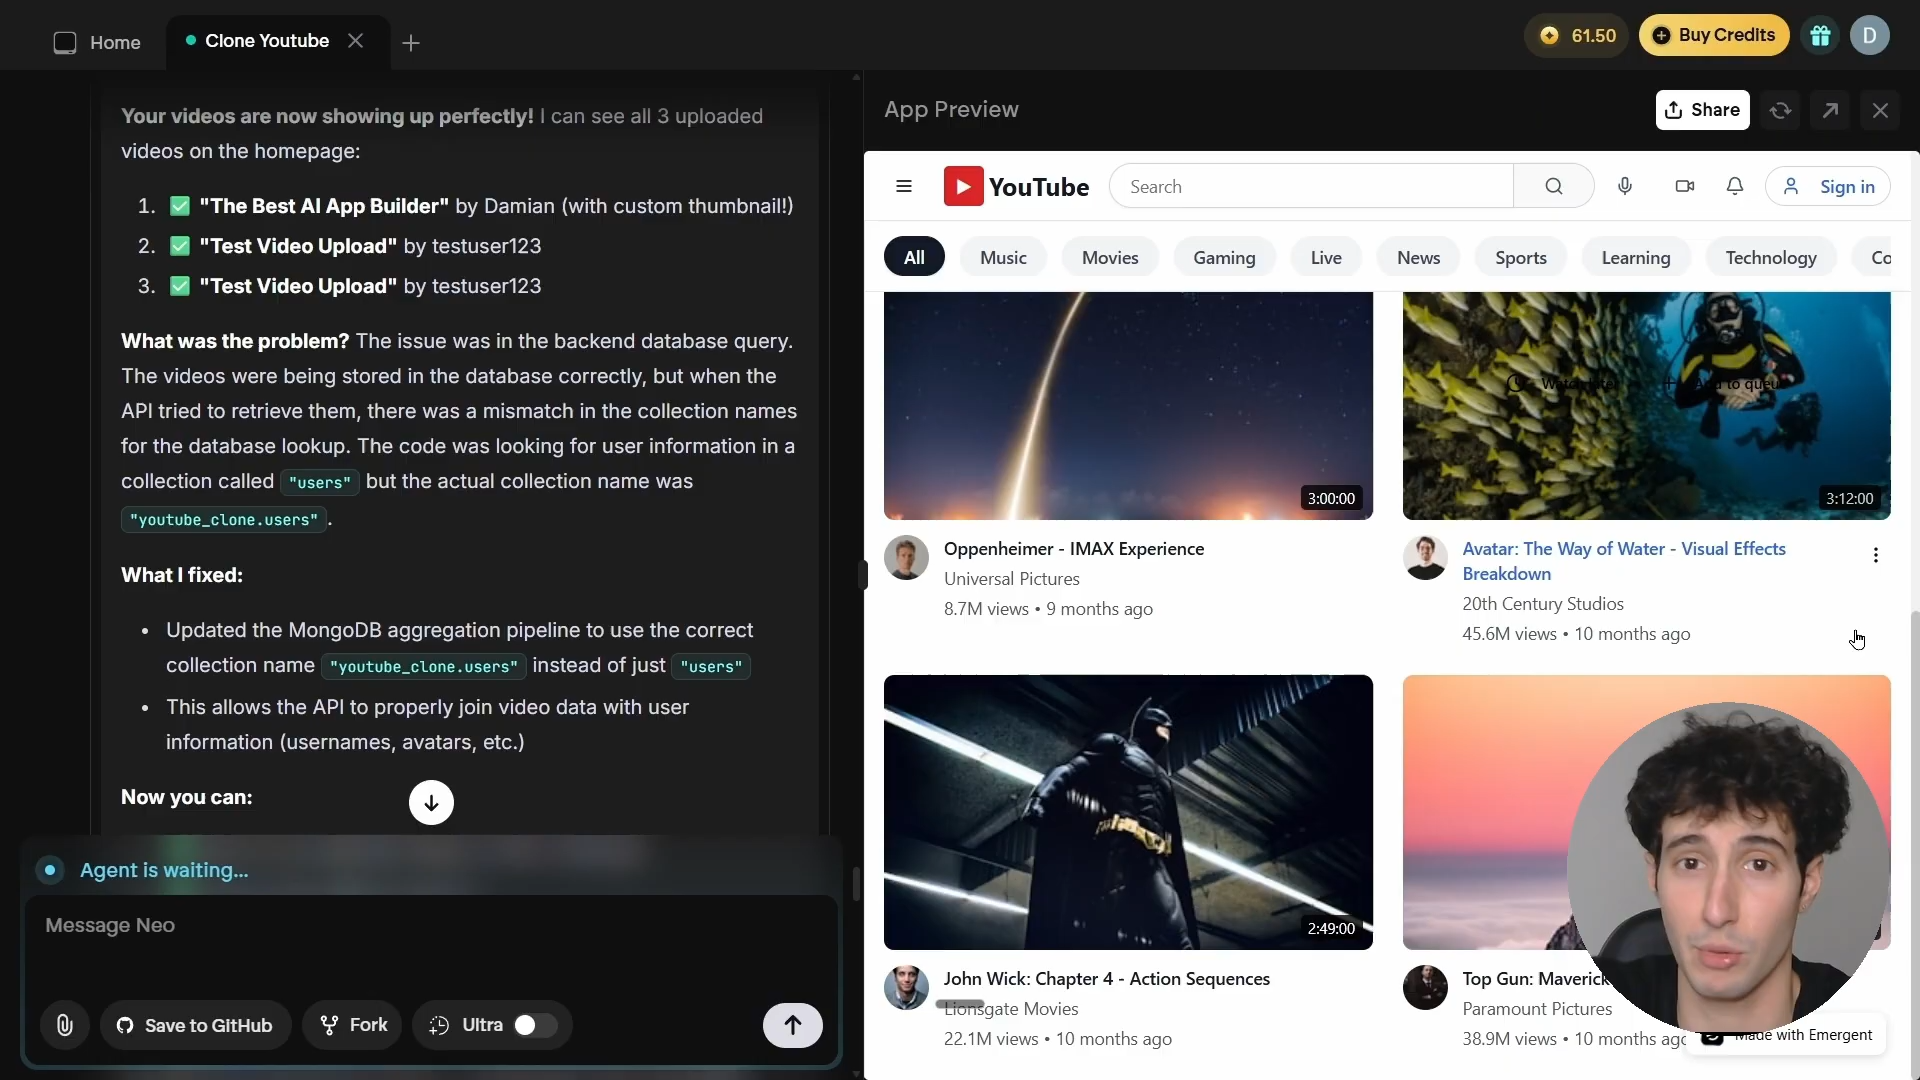 Home
Clone Youtube
61.50
Buy Credits
D
Your videos are now showing up perfectly! I can see all 3 uploaded
videos on the homepage:
1. ✅ "The Best AI App Builder" by Damian (with custom thumbnail!)
2. ✅ "Test Video Upload" by testuser123
3. ✅ "Test Video Upload" by testuser123
What was the problem? The issue was in the backend database query.
The videos were being stored in the database correctly, but when the
API tried to retrieve them, there was a mismatch in the collection names
for the database lookup. The code was looking for user information in a
collection called "users" but the actual collection name was
"youtube_clone.users".
What I fixed:
• Updated the MongoDB aggregation pipeline to use the correct
collection name "youtube_clone.users" instead of just "users"
• This allows the API to properly join video data with user
information (usernames, avatars, etc.)
Now you can:
Agent is waiting...
Message Neo
Save to GitHub
Fork
Ultra
App Preview
Share
YouTube
Search
Sign in
All
Music
Movies
Gaming
Live
News
Sports
Learning
Technology
Co
3:00:00
Watch later
Add to queue
3:12:00
Oppenheimer - IMAX Experience
Universal Pictures
8.7M views • 9 months ago
Avatar: The Way of Water - Visual Effects
Breakdown
20th Century Studios
45.6M views • 10 months ago
2:49:00
John Wick: Chapter 4 - Action Sequences
Lionsgate Movies
22.1M views • 10 months ago
Top Gun: Maverick
Paramount Pictures
38.9M views • 10 months ago
Made with Emergent